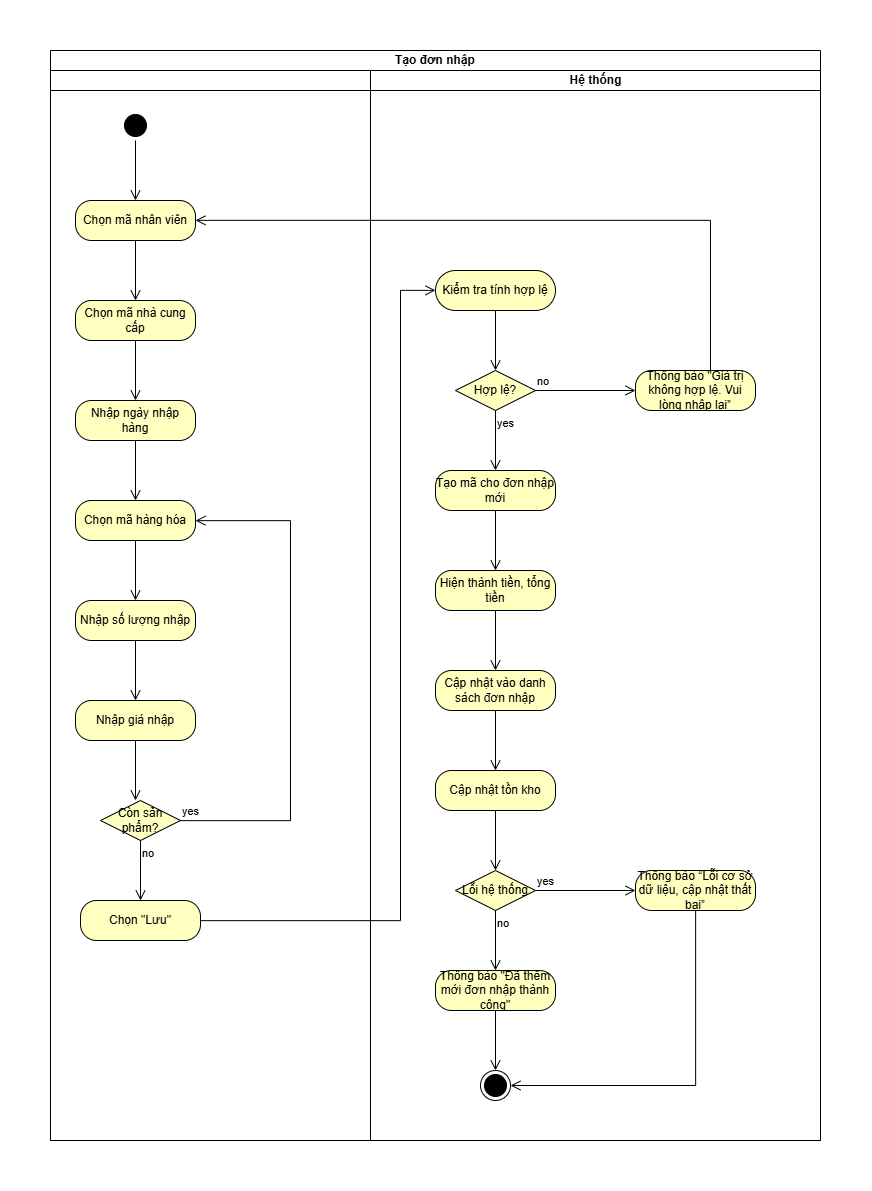 Tạo đơn nhập
Hệ thống
Chọn mã nhân viên
Chọn mã nhà cung
cấp
Nhập ngày nhập
hàng
Chọn mã hàng hóa
Nhập số lượng nhập
Nhập giá nhập
Còn sản
phẩm?
yes
no
Chọn "Lưu"
Kiểm tra tính hợp lệ
Hợp lệ?
no
yes
Thông báo "Giá trị
không hợp lệ. Vui
lòng nhập lại”
Tạo mã cho đơn nhập
mới
Hiện thành tiền, tổng
tiền
Cập nhật vào danh
sách đơn nhập
Cập nhật tồn kho
Lỗi hệ thống
yes
no
Thông báo “Lỗi cơ sở
dữ liệu, cập nhật thất
bại”
Thông báo "Đã thêm
mới đơn nhập thành
công"